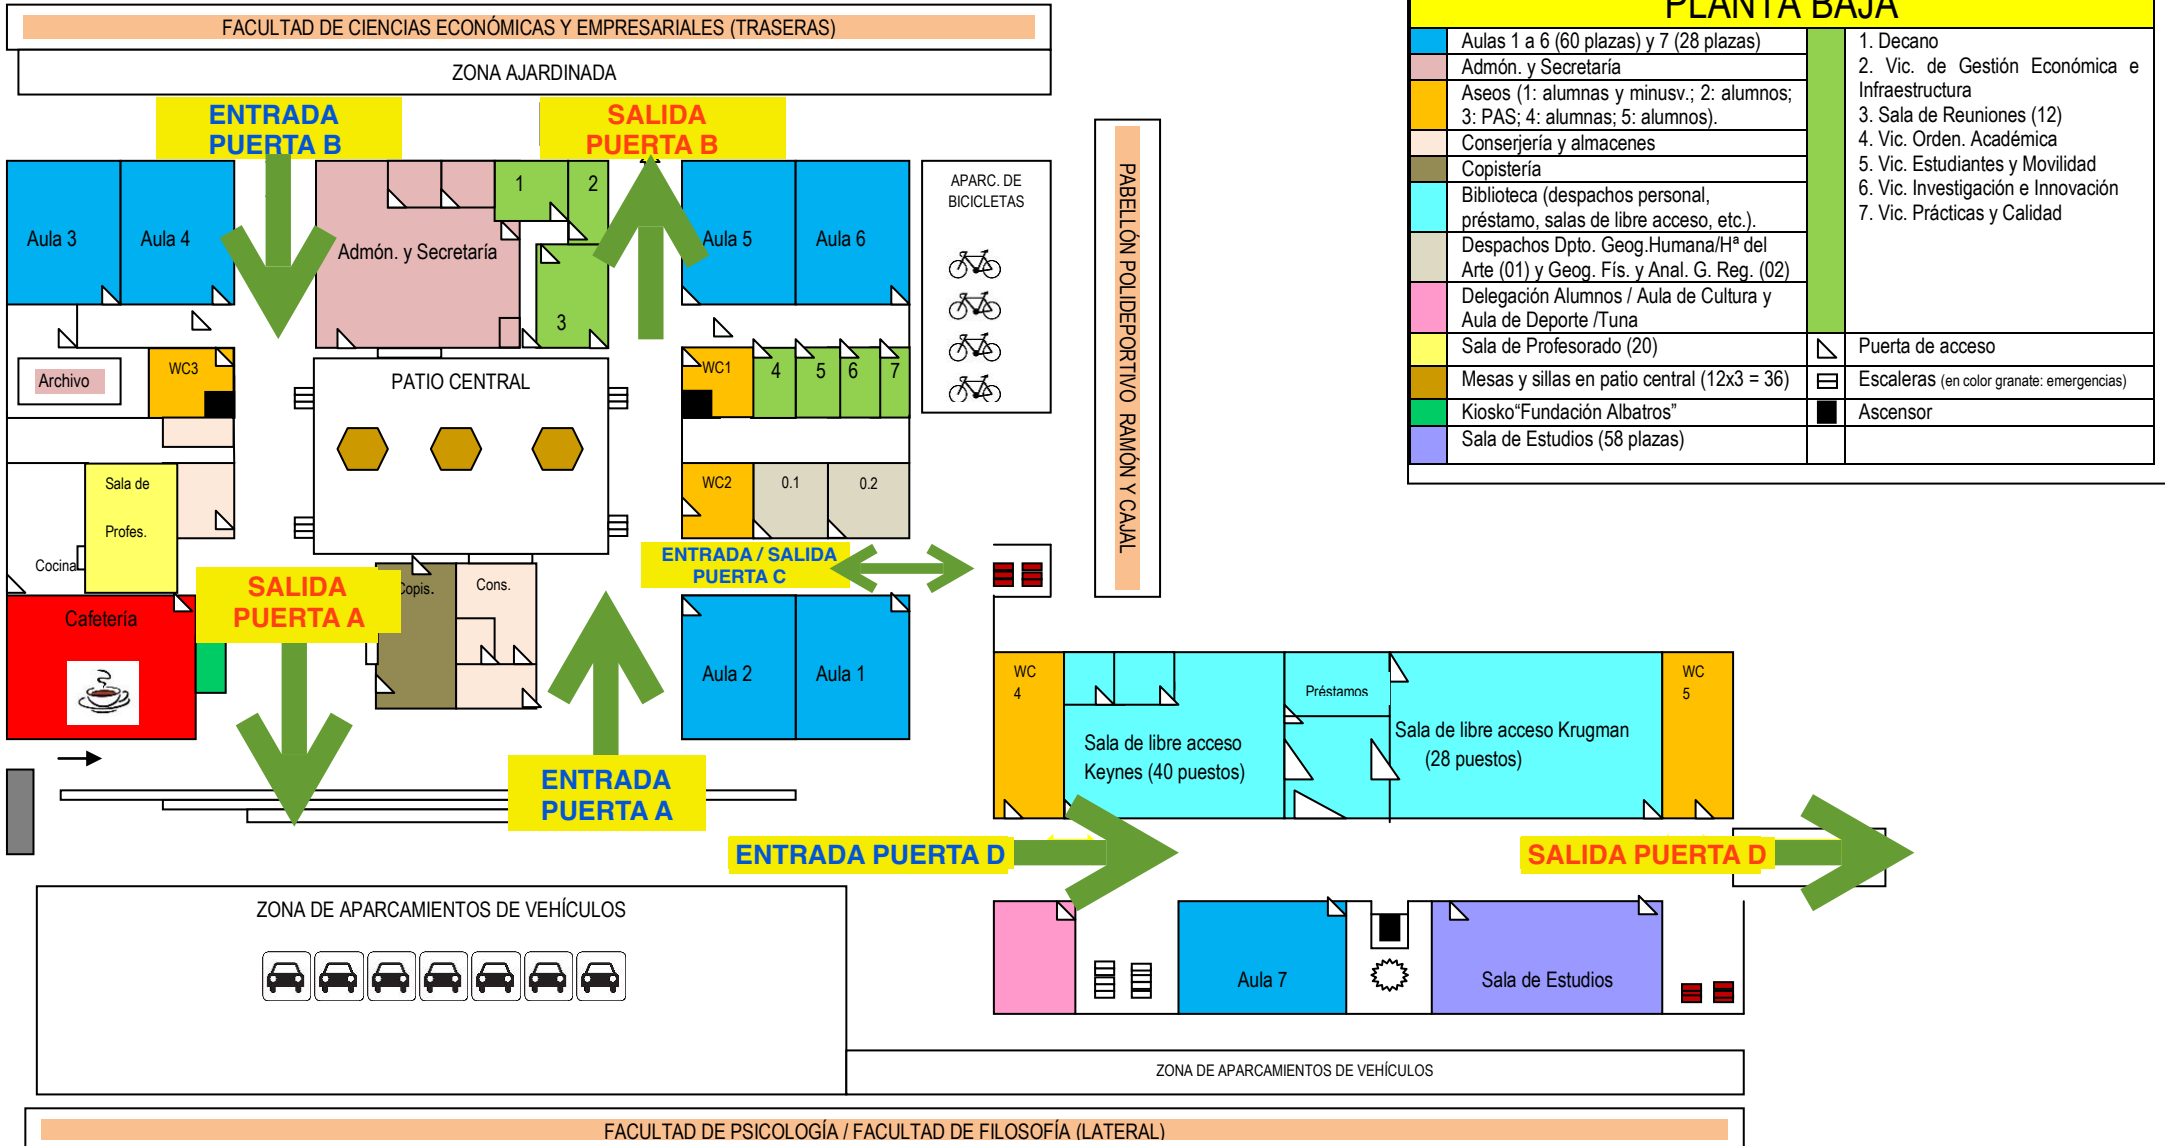 FACULTAD DE CIENCIAS ECONÓMICAS Y EMPRESARIALES (TRASERAS)
ZONA AJARDINADA
ENTRADA
PUERTA B
SALIDA
PUERTA B
Aula 3
Aula 4
Admón. y Secretaría
1
2
3
Aula 5
Aula 6
APARC. DE
BICICLETAS
PABELLÓN POLIDEPORTIVO RAMÓN Y CAJAL
Archivo
WC3
PATIO CENTRAL
WC1
4
5
6
7
Sala de
Profes.
Cocina
WC2
0.1
0.2
ENTRADA / SALIDA
PUERTA C
SALIDA
PUERTA A
Copis.
Cons.
Cafetería
Aula 2
Aula 1
ENTRADA
PUERTA A
WC
4
Préstamos
Sala de libre acceso
Keynes (40 puestos)
Sala de libre acceso Krugman
(28 puestos)
WC
5
ENTRADA PUERTA D
SALIDA PUERTA D
ZONA DE APARCAMIENTOS DE VEHÍCULOS
Aula 7
Sala de Estudios
ZONA DE APARCAMIENTOS DE VEHÍCULOS
FACULTAD DE PSICOLOGÍA / FACULTAD DE FILOSOFÍA (LATERAL)
PLANTA BAJA
Aulas 1 a 6 (60 plazas) y 7 (28 plazas)
Admón. y Secretaría
Aseos (1: alumnas y minusv.; 2: alumnos;
3: PAS; 4: alumnas; 5: alumnos).
Conserjería y almacenes
Copistería
Biblioteca (despachos personal,
préstamo, salas de libre acceso, etc.).
Despachos Dpto. Geog.Humana/Hª del
Arte (01) y Geog. Fís. y Anal. G. Reg. (02)
Delegación Alumnos / Aula de Cultura y
Aula de Deporte /Tuna
Sala de Profesorado (20)
Mesas y sillas en patio central (12x3 = 36)
Kiosko"Fundación Albatros"
Sala de Estudios (58 plazas)
1. Decano
2. Vic. de Gestión Económica e
Infraestructura
3. Sala de Reuniones (12)
4. Vic. Orden. Académica
5. Vic. Estudiantes y Movilidad
6. Vic. Investigación e Innovación
7. Vic. Prácticas y Calidad
Puerta de acceso
Escaleras (en color granate: emergencias)
Ascensor